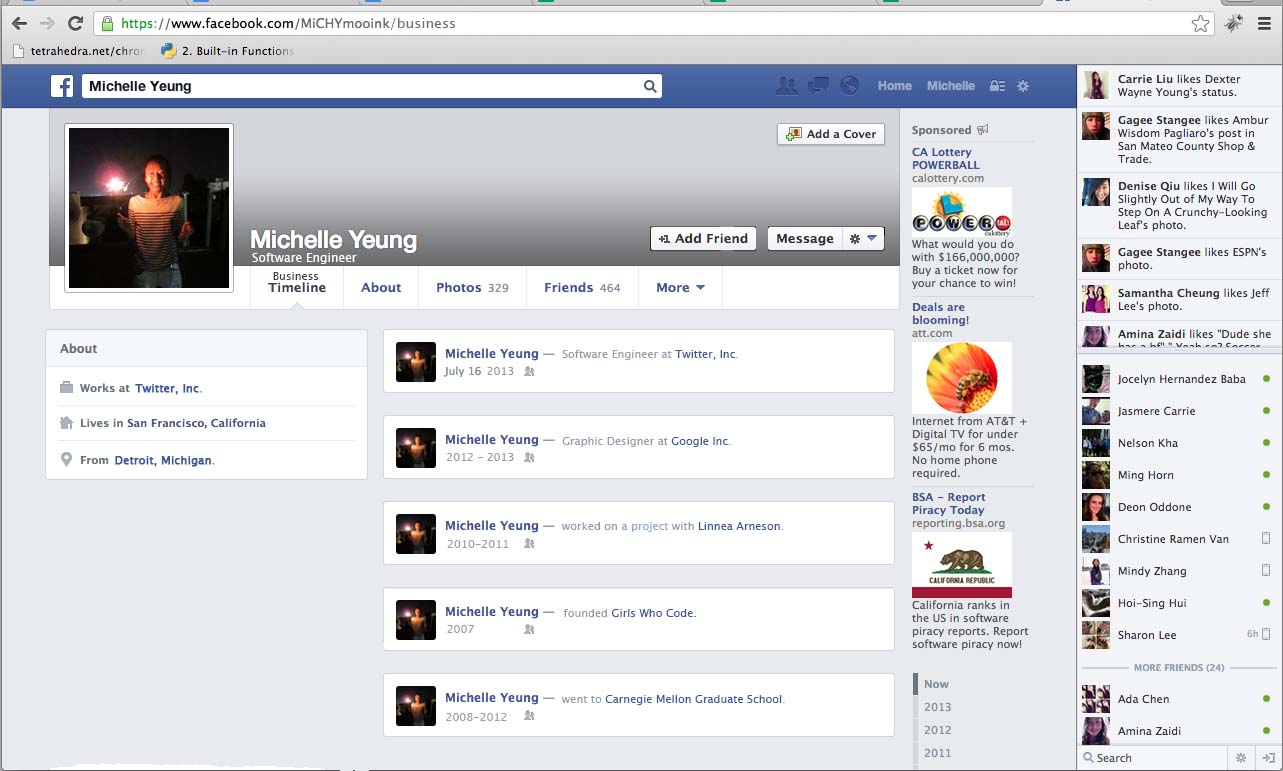 https://www.facebook.com/MiCHYmooink/business
tetrahedra.net/chror
2. Built-in Functions
Michelle Yeung
Home
Michelle
Add a Cover
Michelle Yeung
Software Engineer
+1 Add Friend
Message
Business
Timeline
About
Photos 329
Friends 464
More
About
Works at Twitter, Inc.
Lives in San Francisco, California
From Detroit, Michigan.
Michelle Yeung — Software Engineer at Twitter, Inc.
July 16 2013
Michelle Yeung — Graphic Designer at Google Inc.
2012 - 2013
Michelle Yeung — worked on a project with Linnea Arneson.
2010-2011
Michelle Yeung — founded Girls Who Code.
2007
Michelle Yeung — went to Carnegie Mellon Graduate School.
2008-2012
Sponsored
CA Lottery
POWERBALL
calottery.com
POWERBALL
calottery
What would you do
with $166,000,000?
Buy a ticket now for
your chance to win!
Deals are
blooming!
att.com
Internet from AT&T +
Digital TV for under
$65/mo for 6 mos.
No home phone
required.
BSA - Report
Piracy Today
reporting.bsa.org
CALIFORNIA REPUBLIC
California ranks in
the US in software
piracy reports. Report
software piracy now!
Now
2013
2012
2011
Carrie Liu likes Dexter
Wayne Young's status.
Gagee Stangee likes Ambur
Wisdom Pagliaro's post in
San Mateo County Shop &
Trade.
Denise Qiu likes I Will Go
Slightly Out of My Way To
Step On A Crunchy-Looking
Leaf's photo.
Gagee Stangee likes ESPN's
photo.
Samantha Cheung likes Jeff
Lee's photo.
Amina Zaidi likes "Dude she
has a bf" " Yeah so? Soccer
Jocelyn Hernandez Baba
Jasmere Carrie
Nelson Kha
Ming Horn
Deon Oddone
Christine Ramen Van
Mindy Zhang
Hoi-Sing Hui
Sharon Lee
6h
MORE FRIENDS (24)
Ada Chen
Amina Zaidi
Search